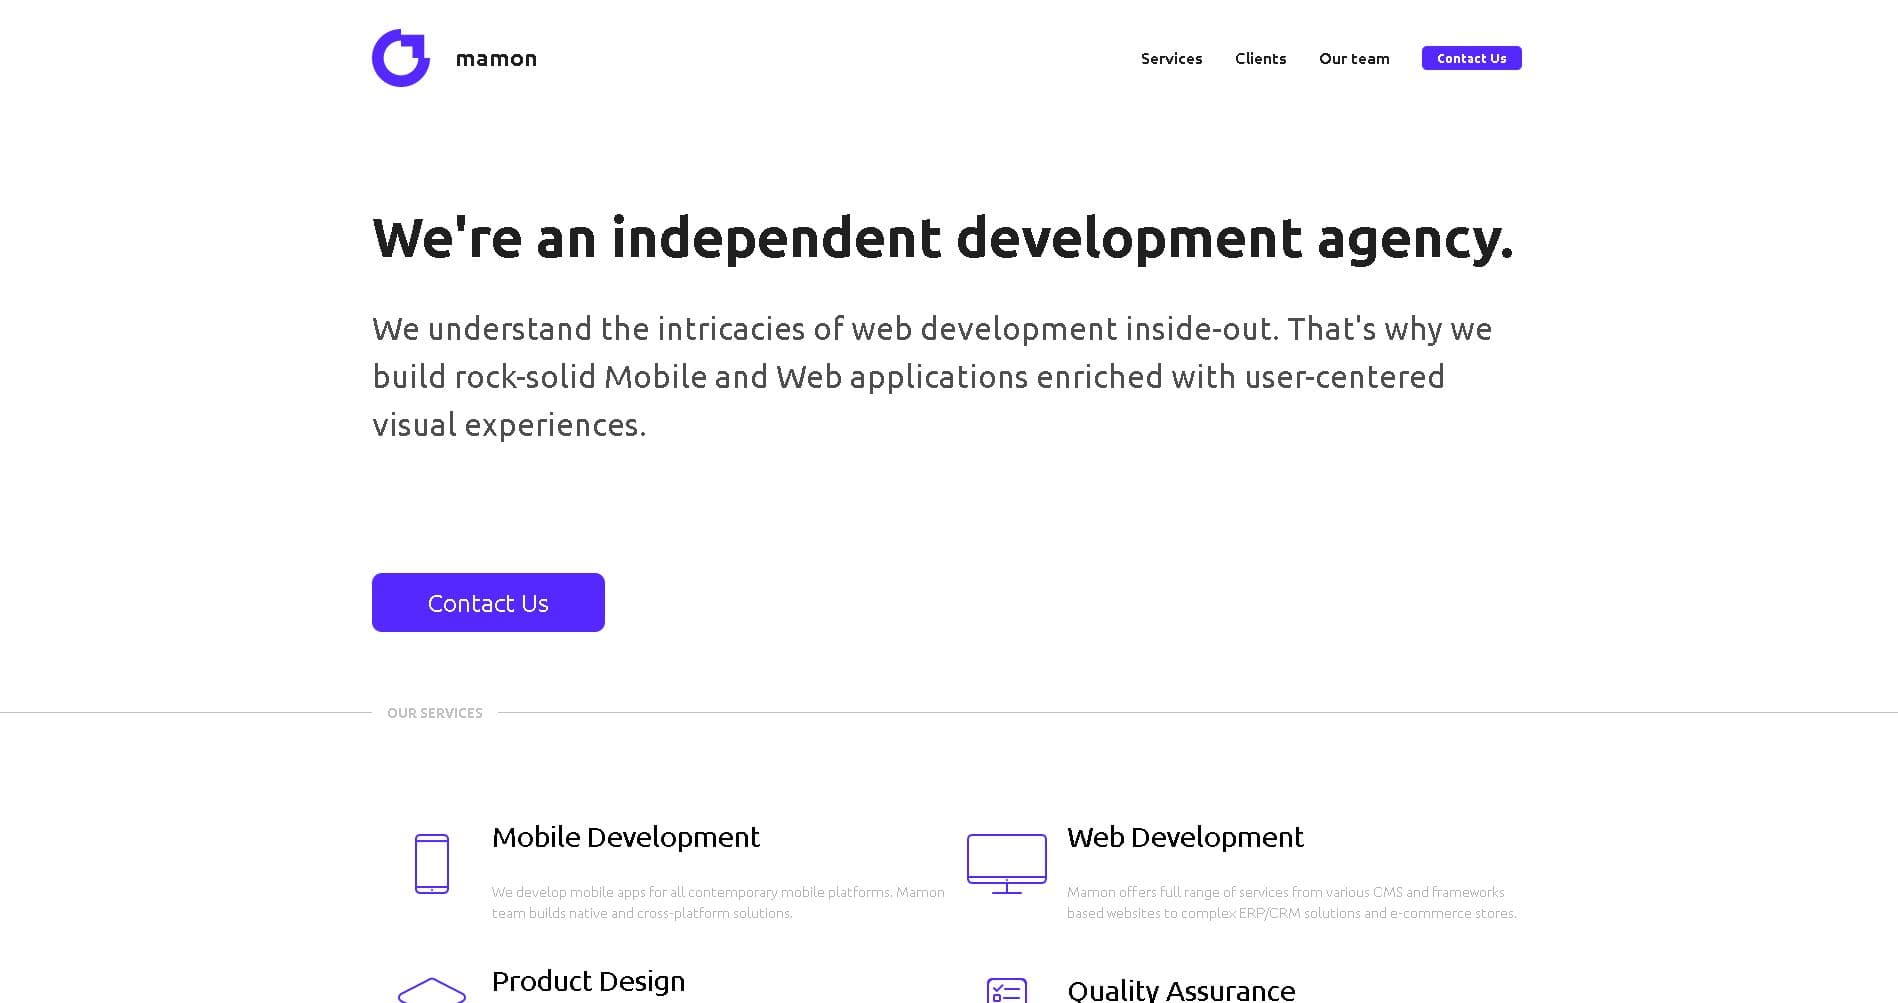 mamon
Services
Clients
Our team
Contact Us
We're an independent development agency.
We understand the intricacies of web development inside-out. That's why we
build rock-solid Mobile and Web applications enriched with user-centered
visual experiences.
Contact Us
OUR SERVICES
Mobile Development
We develop mobile apps for all contemporary mobile platforms. Mamon
team builds native and cross-platform solutions.
Web Development
Mamon offers full range of services from various CMS and frameworks
based websites to complex ERP/CRM solutions and e-commerce stores.
Product Design
Quality Assurance